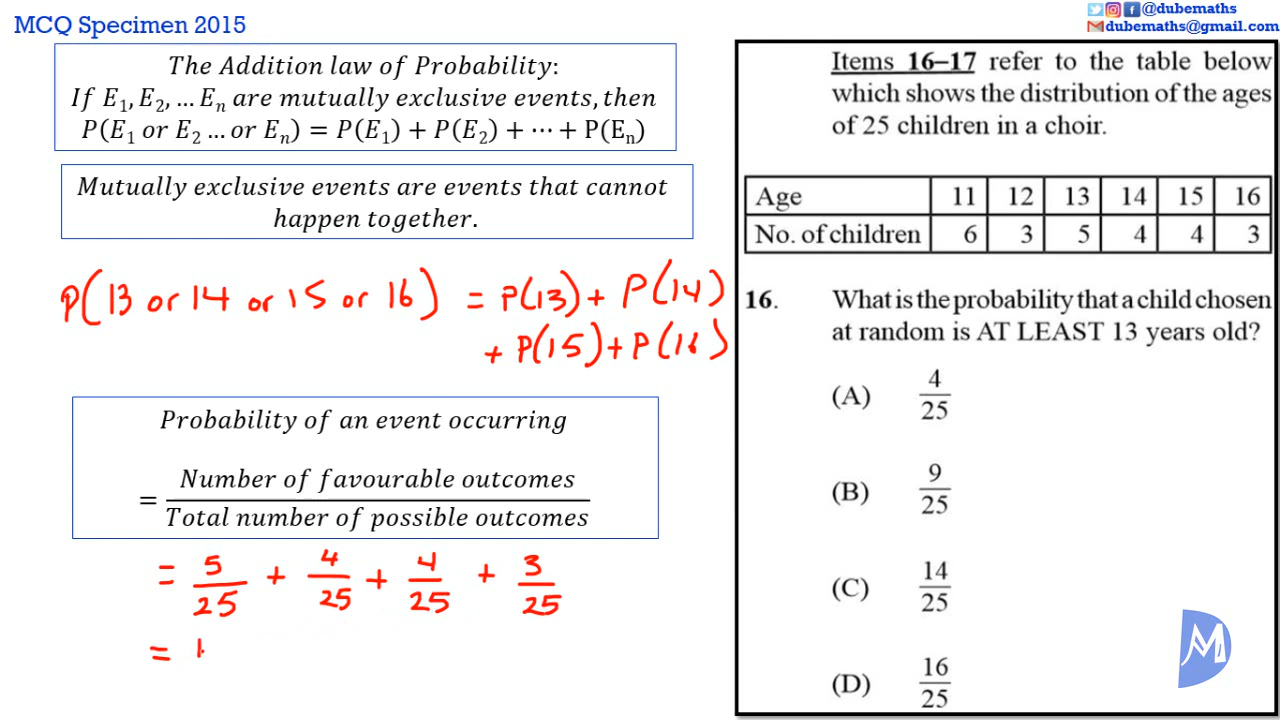 MCQ Specimen 2015
@dubemaths
dubemaths@gmail.com
The Addition law of Probability:
If E₁, E₂, … Eₙ are mutually exclusive events, then
P(E₁ or E₂ … or Eₙ) = P(E₁) + P(E₂) + ⋯ + P(Eₙ)
Mutually exclusive events are events that cannot
happen together.
P(13 or 14 or 15 or 16) = P(13) + P(14)
+ P(15) + P(16)
Probability of an event occurring
= Number of favourable outcomes
Total number of possible outcomes
= 5/25 + 4/25 + 4/25 + 3/25
= 1
Items 16–17 refer to the table below
which shows the distribution of the ages
of 25 children in a choir.
Age 11 12 13 14 15 16
No. of children 6 3 5 4 4 3
16. What is the probability that a child chosen
at random is AT LEAST 13 years old?
(A) 4/25
(B) 9/25
(C) 14/25
(D) 16/25
DM